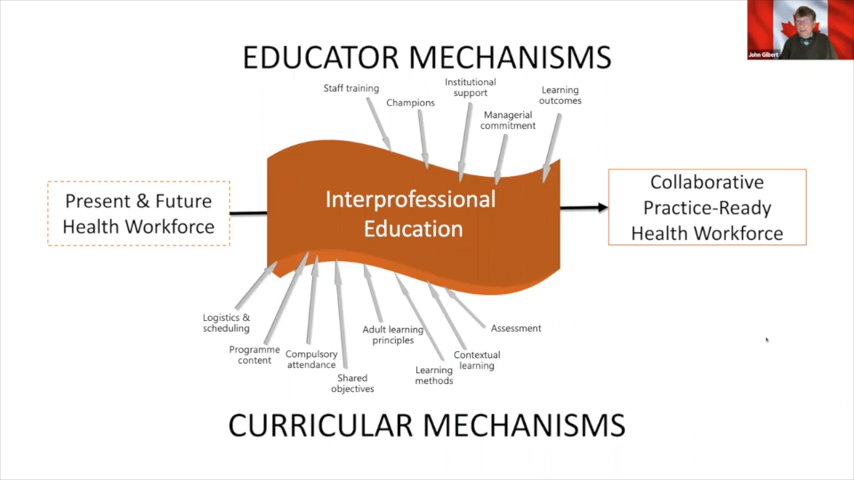 John Gilbert
EDUCATOR MECHANISMS
Staff training
Champions
Institutional
support
Managerial
commitment
Learning
outcomes
Present & Future
Health Workforce
Interprofessional
Education
Collaborative
Practice-Ready
Health Workforce
Logistics &
scheduling
Programme
content
Compulsory
attendance
Shared
objectives
Adult learning
principles
Learning
methods
Contextual
learning
Assessment
CURRICULAR MECHANISMS